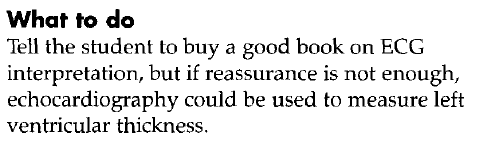 What to do
Tell the student to buy a good book on ECG
interpretation, but if reassurance is not enough,
echocardiography could be used to measure left
ventricular thickness.